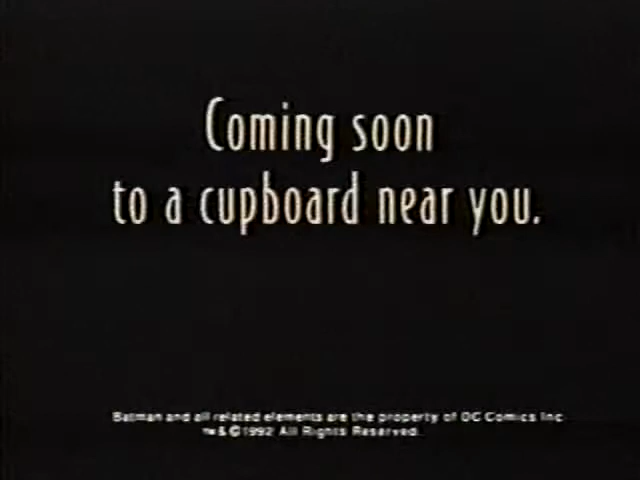 Coming soon
to a cupboard near you.
Batman and all related elements are the property of DC Comics Inc
™&©1992 All Rights Reserved.